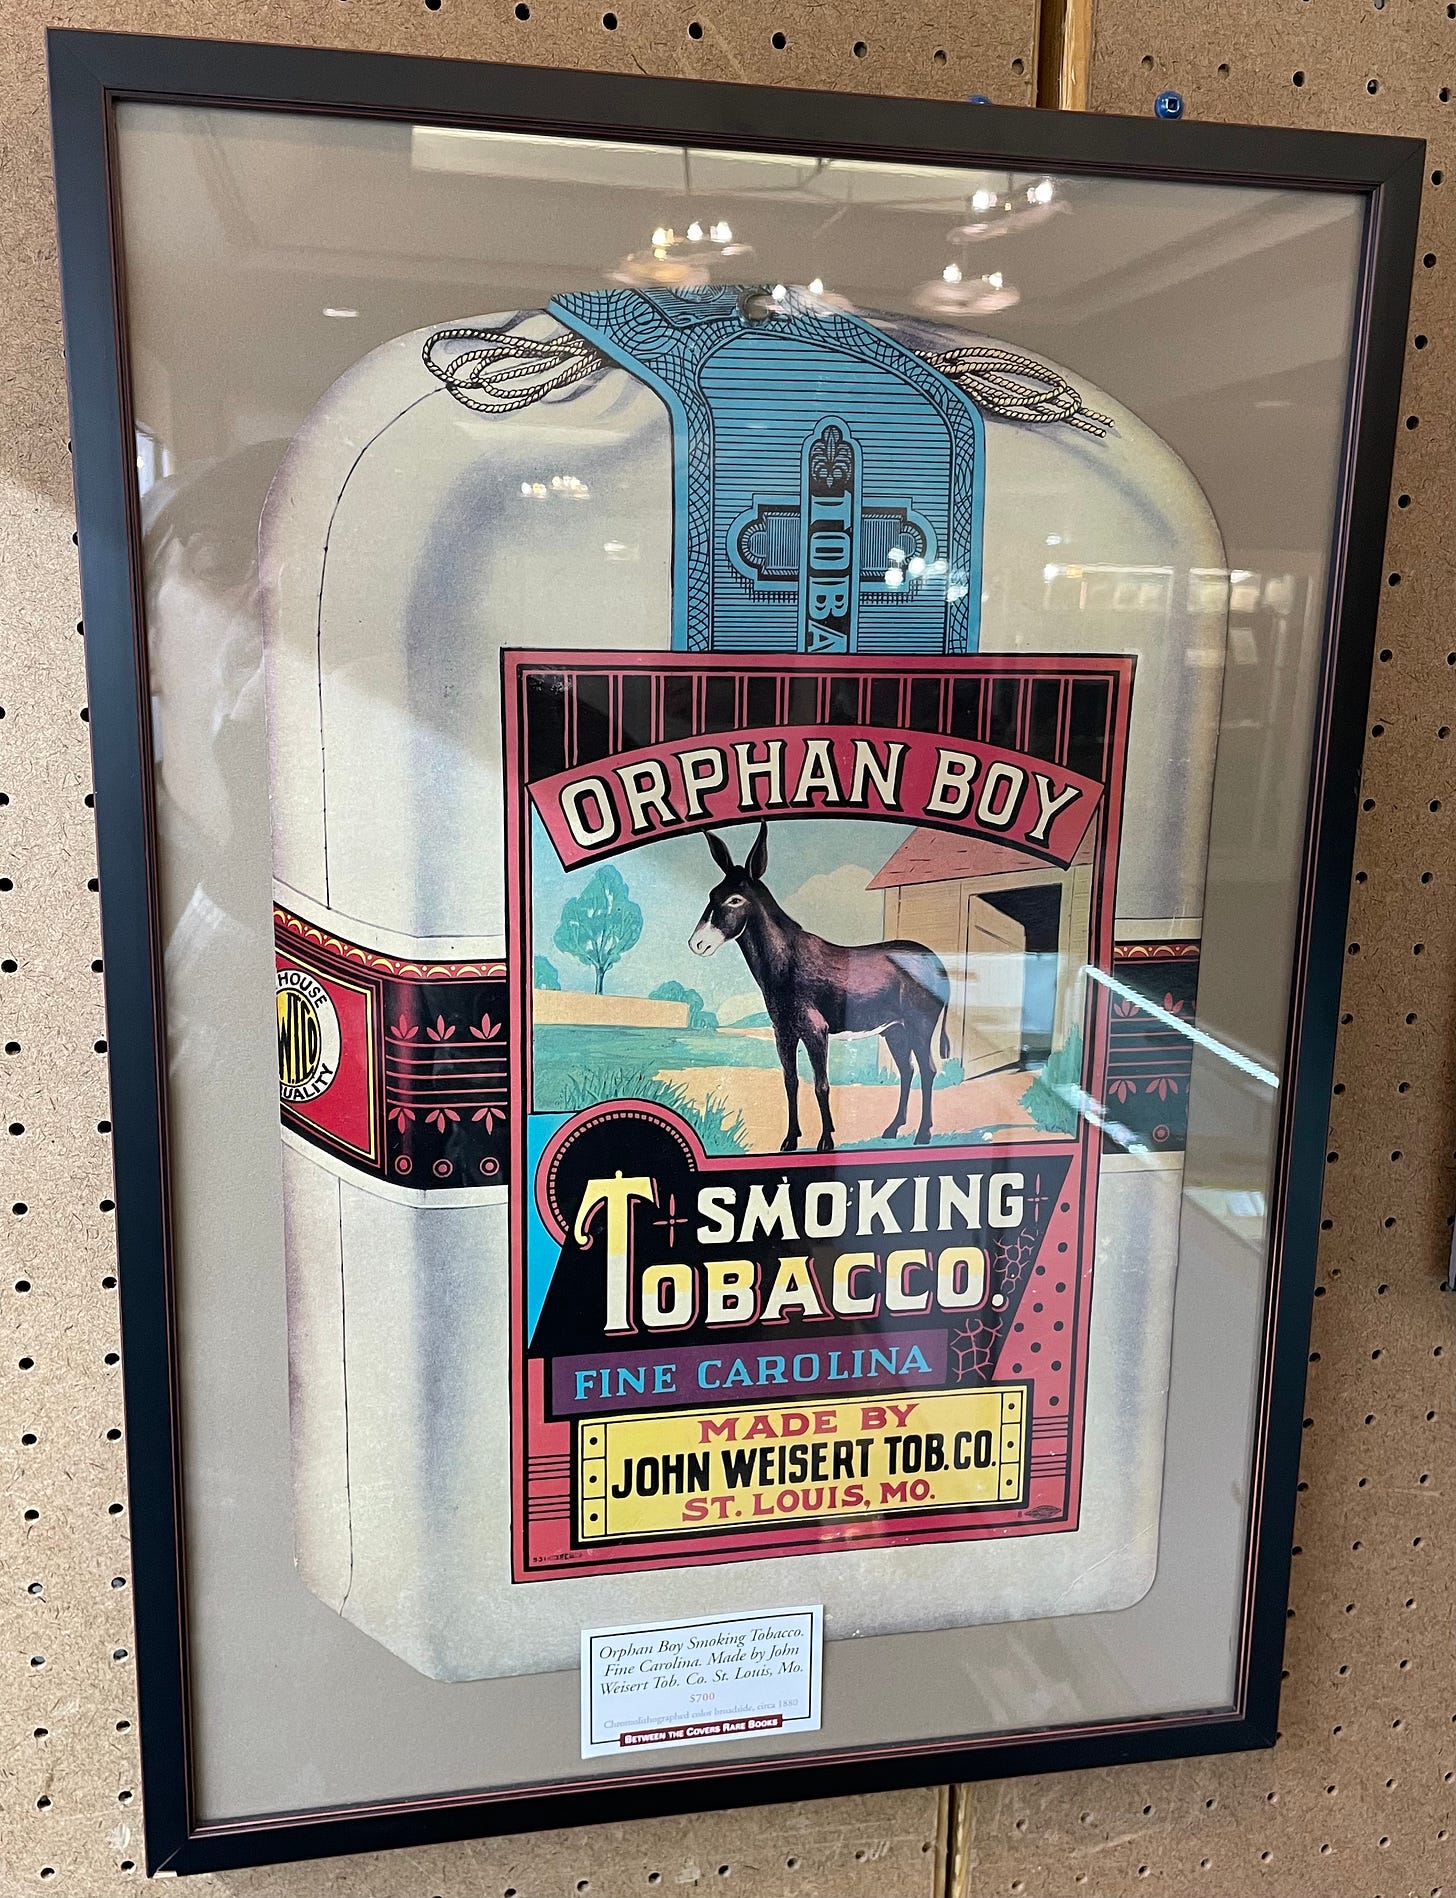 TOBA
ORPHAN BOY
HOUSE
WTCo
QUALITY
SMOKING
TOBACCO.
FINE CAROLINA
MADE BY
JOHN WEISERT TOB. CO.
ST. LOUIS, MO.
Orphan Boy Smoking Tobacco.
Fine Carolina. Made by John
Weisert Tob. Co. St. Louis, Mo.
$700
Chromolithographed color broadside, circa 1880
BETWEEN THE COVERS RARE BOOKS